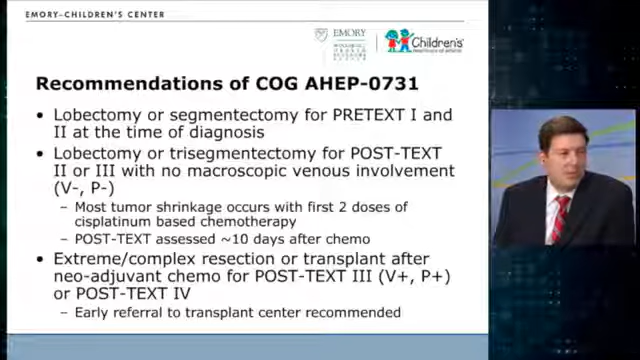 EMORY–CHILDREN'S CENTER
EMORY
Children's
Recommendations of COG AHEP-0731
• Lobectomy or segmentectomy for PRETEXT I and
II at the time of diagnosis
• Lobectomy or trisegmentectomy for POST-TEXT
II or III with no macroscopic venous involvement
(V-, P-)
– Most tumor shrinkage occurs with first 2 doses of
cisplatinum based chemotherapy
– POST-TEXT assessed ~10 days after chemo
• Extreme/complex resection or transplant after
neo-adjuvant chemo for POST-TEXT III (V+, P+)
or POST-TEXT IV
– Early referral to transplant center recommended